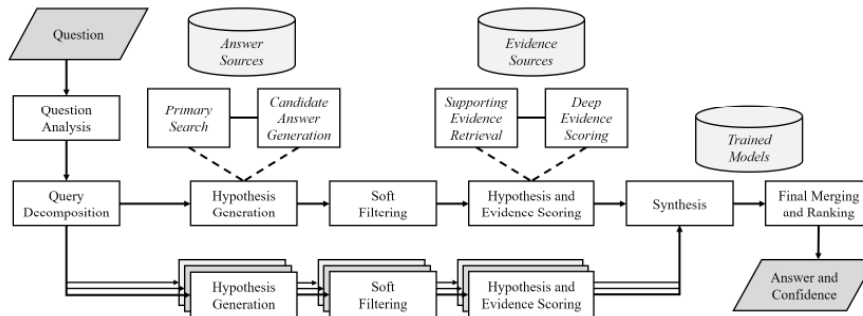 Question
Answer
Sources
Evidence
Sources
Question
Analysis
Primary
Search
Candidate
Answer
Generation
Supporting
Evidence
Retrieval
Deep
Evidence
Scoring
Trained
Models
Query
Decomposition
Hypothesis
Generation
Soft
Filtering
Hypothesis and
Evidence Scoring
Synthesis
Final Merging
and Ranking
Hypothesis
Generation
Soft
Filtering
Hypothesis and
Evidence Scoring
Answer and
Confidence